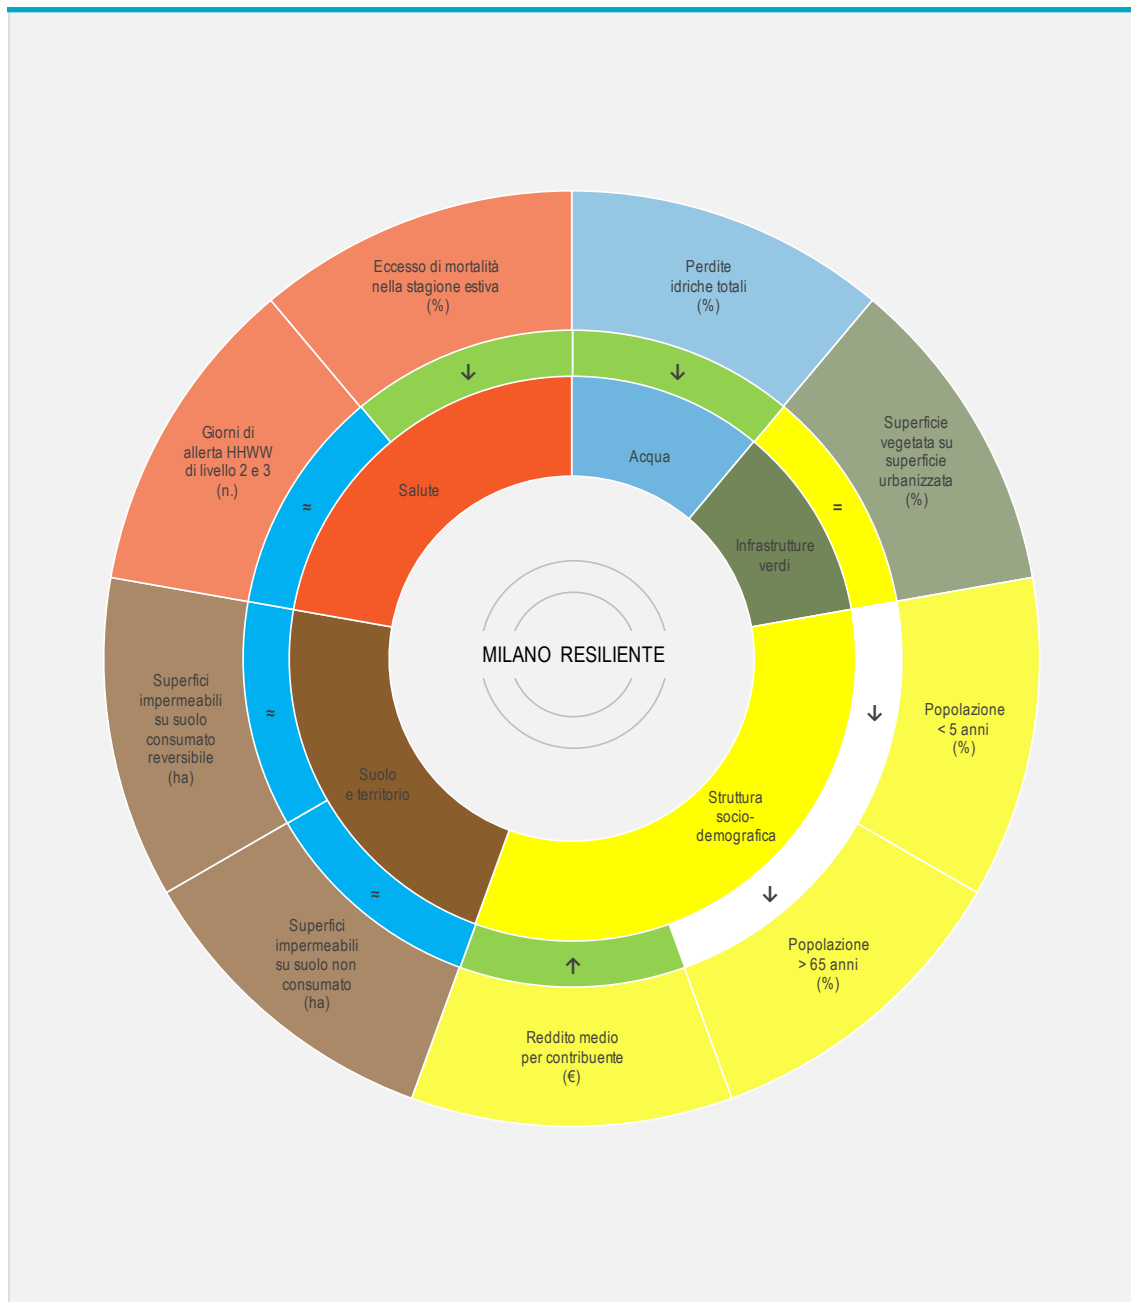 Eccesso di mortalità
nella stagione estiva
(%)
↓
Perdite
idriche totali
(%)
↓
Giorni di
allerta HHWW
di livello 2 e 3
(n.)
≈
Salute
Acqua
Superficie
vegetata su
superficie
urbanizzata
(%)
=
Infrastrutture
verdi
MILANO RESILIENTE
Superfici
impermeabili
su suolo
consumato
reversibile
(ha)
≈
Suolo
e territorio
Struttura
socio-
demografica
Popolazione
< 5 anni
(%)
↓
Superfici
impermeabili
su suolo non
consumato
(ha)
≈
Popolazione
> 65 anni
(%)
↓
↑
Reddito medio
per contribuente
(€)